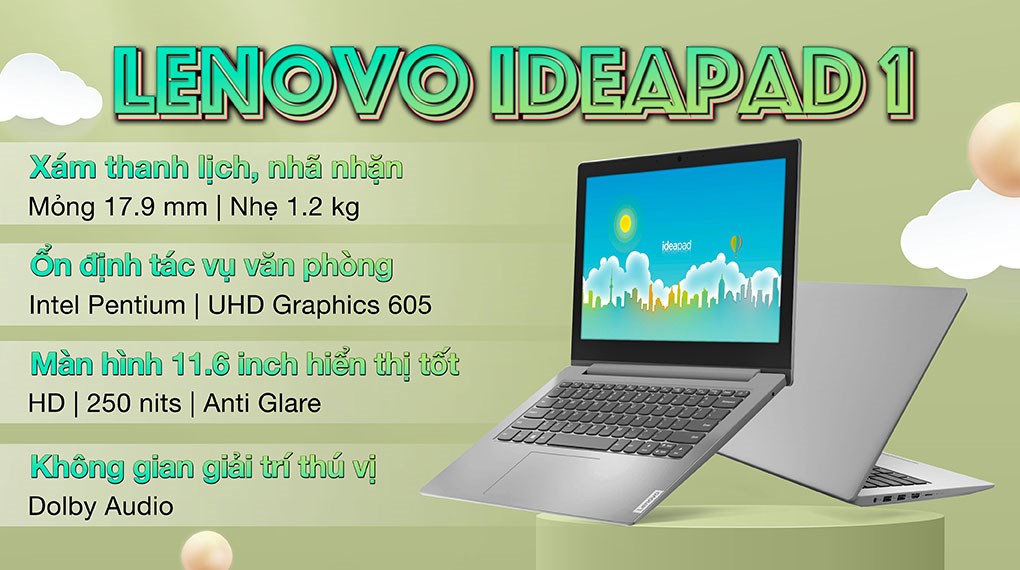 LENOVO IDEAPAD 1
Xám thanh lịch, nhã nhặn
Mỏng 17.9 mm | Nhẹ 1.2 kg
Ổn định tác vụ văn phòng
Intel Pentium | UHD Graphics 605
Màn hình 11.6 inch hiển thị tốt
HD | 250 nits | Anti Glare
Không gian giải trí thú vị
Dolby Audio
ideapad
Lenovo